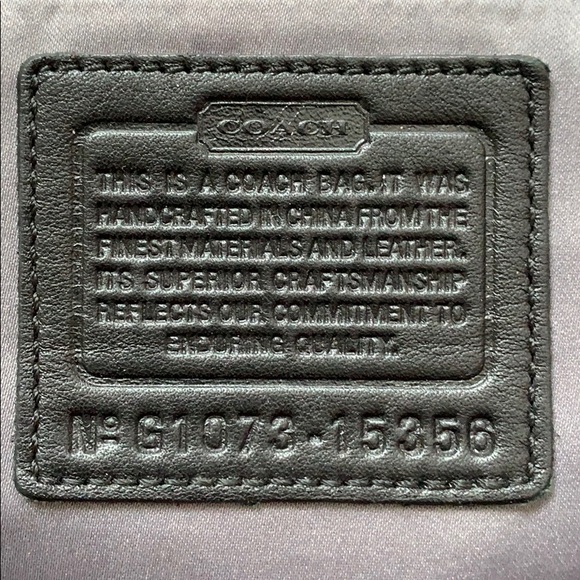 COACH
THIS IS A COACH BAG. IT WAS
HANDCRAFTED IN CHINA FROM THE
FINEST MATERIALS AND LEATHER.
ITS SUPERIOR CRAFTSMANSHIP
REFLECTS OUR COMMITMENT TO
ENDURING QUALITY.
Nº G1073-15356